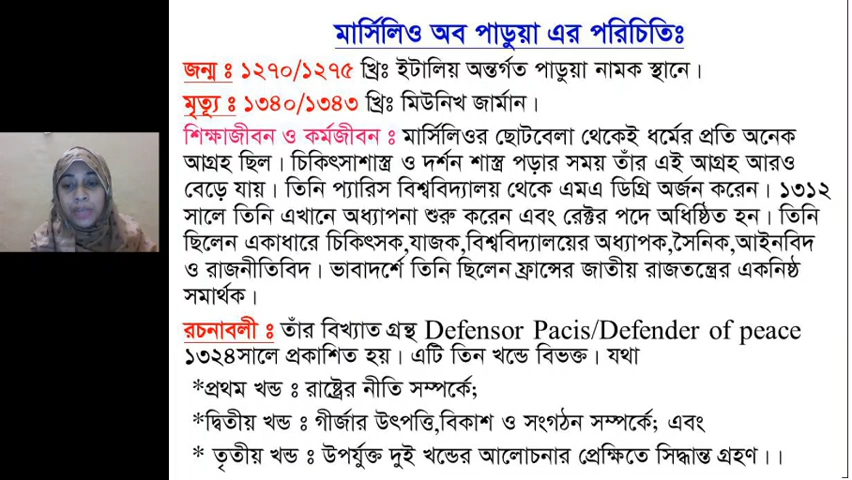 মার্সিলিও অব পাডুয়া এর পরিচিতিঃ
জন্ম ঃ ১২৭০/১২৭৫ খ্রিঃ ইটালিয় অন্তর্গত পাডুয়া নামক স্থানে।
মৃত্যূ ঃ ১৩৪০/১৩৪৩ খ্রিঃ মিউনিখ জার্মান।
শিক্ষাজীবন ও কর্মজীবন ঃ মার্সিলিওর ছোটবেলা থেকেই ধর্মের প্রতি অনেক
আগ্রহ ছিল। চিকিৎসাশাস্ত্র ও দর্শন শাস্ত্র পড়ার সময় তাঁর এই আগ্রহ আরও
বেড়ে যায়। তিনি প্যারিস বিশ্ববিদ্যালয় থেকে এমএ ডিগ্রি অর্জন করেন। ১৩১২
সালে তিনি এখানে অধ্যাপনা শুরু করেন এবং রেক্টর পদে অধিষ্ঠিত হন। তিনি
ছিলেন একাধারে চিকিৎসক,যাজক,বিশ্ববিদ্যালয়ের অধ্যাপক,সৈনিক,আইনবিদ
ও রাজনীতিবিদ। ভাবাদর্শে তিনি ছিলেন ফ্রান্সের জাতীয় রাজতন্ত্রের একনিষ্ঠ
সমার্থক।
রচনাবলী ঃ তাঁর বিখ্যাত গ্রন্থ Defensor Pacis/Defender of peace
১৩২৪সালে প্রকাশিত হয়। এটি তিন খন্ডে বিভক্ত। যথা
*প্রথম খন্ড ঃ রাষ্ট্রের নীতি সম্পর্কে;
*দ্বিতীয় খন্ড ঃ গীর্জার উৎপত্তি,বিকাশ ও সংগঠন সম্পর্কে; এবং
* তৃতীয় খন্ড ঃ উপর্যুক্ত দুই খন্ডের আলোচনার প্রেক্ষিতে সিদ্ধান্ত গ্রহণ।।